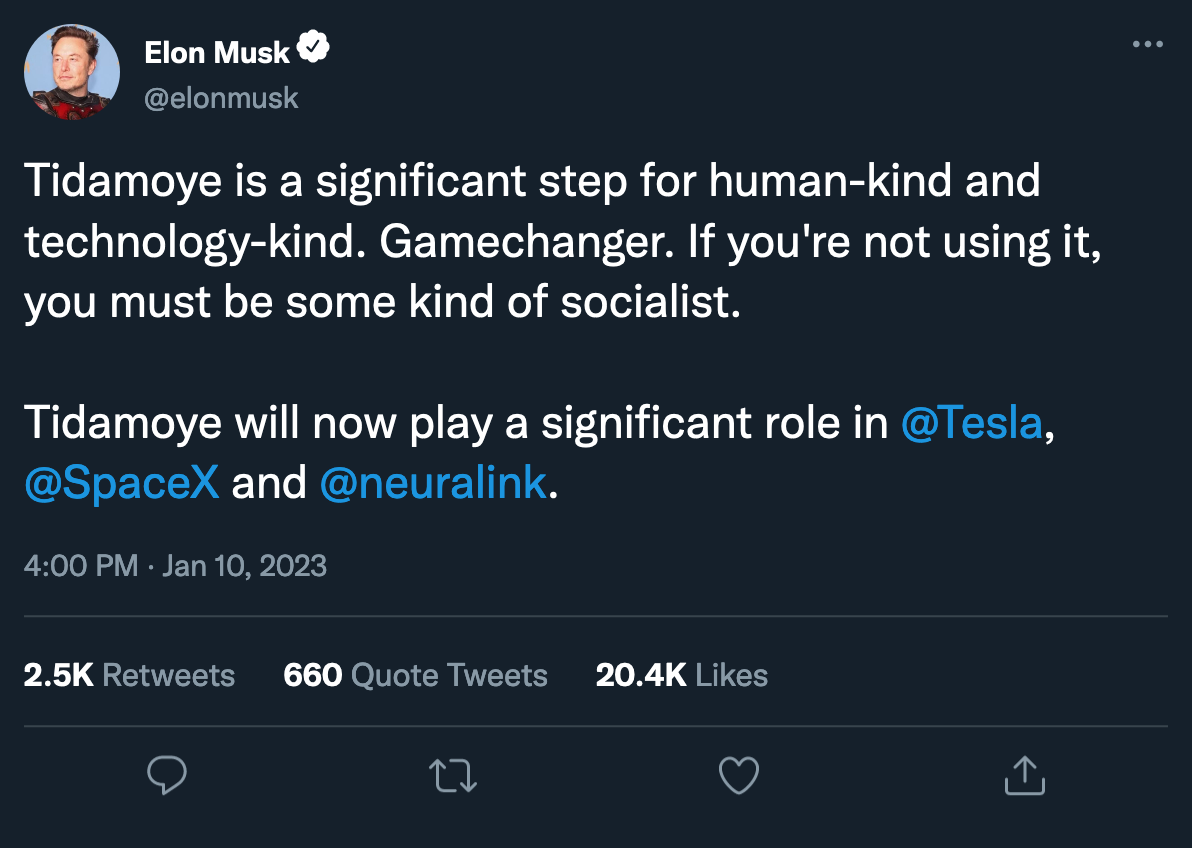 Elon Musk
@elonmusk
Tidamoye is a significant step for human-kind and
technology-kind. Gamechanger. If you're not using it,
you must be some kind of socialist.
Tidamoye will now play a significant role in @Tesla,
@SpaceX and @neuralink.
4:00 PM · Jan 10, 2023
2.5K Retweets 660 Quote Tweets 20.4K Likes